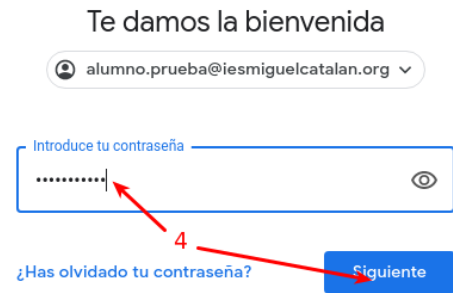 Te damos la bienvenida
alumno.prueba@iesmiguelcatalan.org
Introduce tu contraseña
•••••••••••
4
¿Has olvidado tu contraseña?
Siguiente